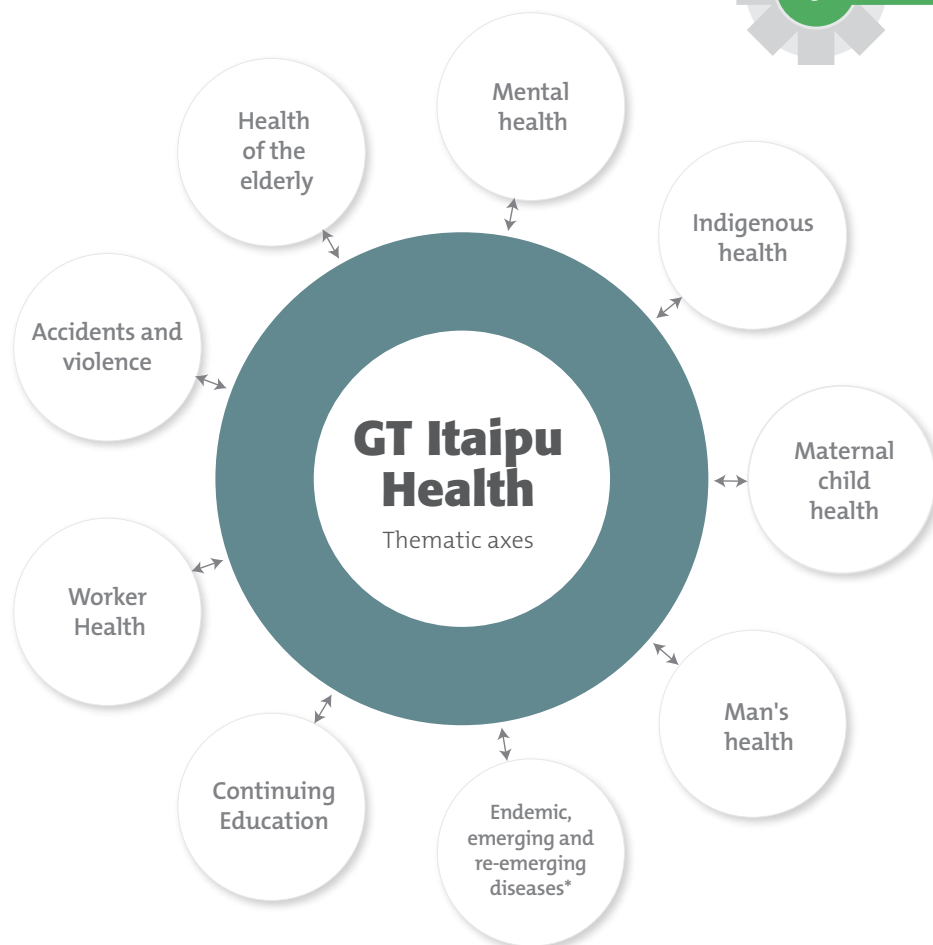 Mental
health
Health
of the
elderly
Indigenous
health
Accidents and
violence
GT Itaipu
Health
Thematic axes
Maternal
child
health
Worker
Health
Man's
health
Continuing
Education
Endemic,
emerging and
re-emerging
diseases*